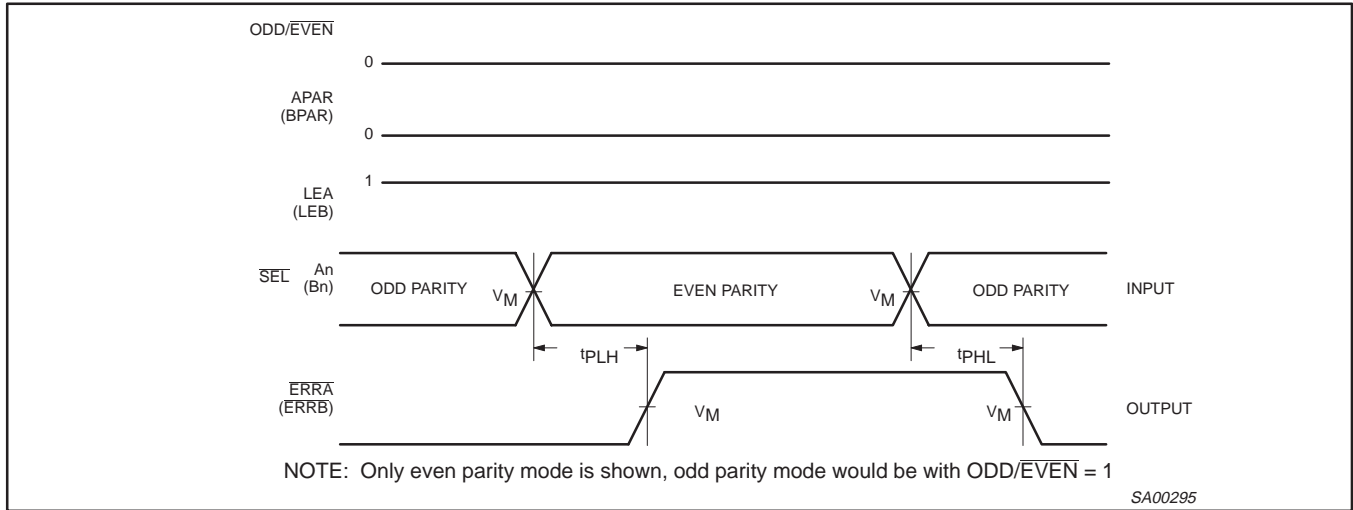 ODD/EVEN
0
APAR
(BPAR)
0
1
LEA
(LEB)
SEL An
(Bn)
ODD PARITY
VM
EVEN PARITY
VM
ODD PARITY
INPUT
tPLH
tPHL
ERRA
(ERRB)
VM
VM
OUTPUT
NOTE: Only even parity mode is shown, odd parity mode would be with ODD/EVEN = 1
SA00295